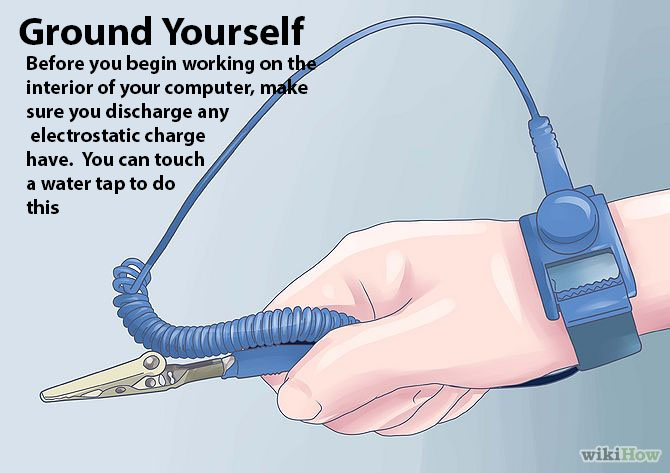 Ground Yourself
Before you begin working on the
interior of your computer, make
sure you discharge any
electrostatic charge
have. You can touch
a water tap to do
this
wikiHow